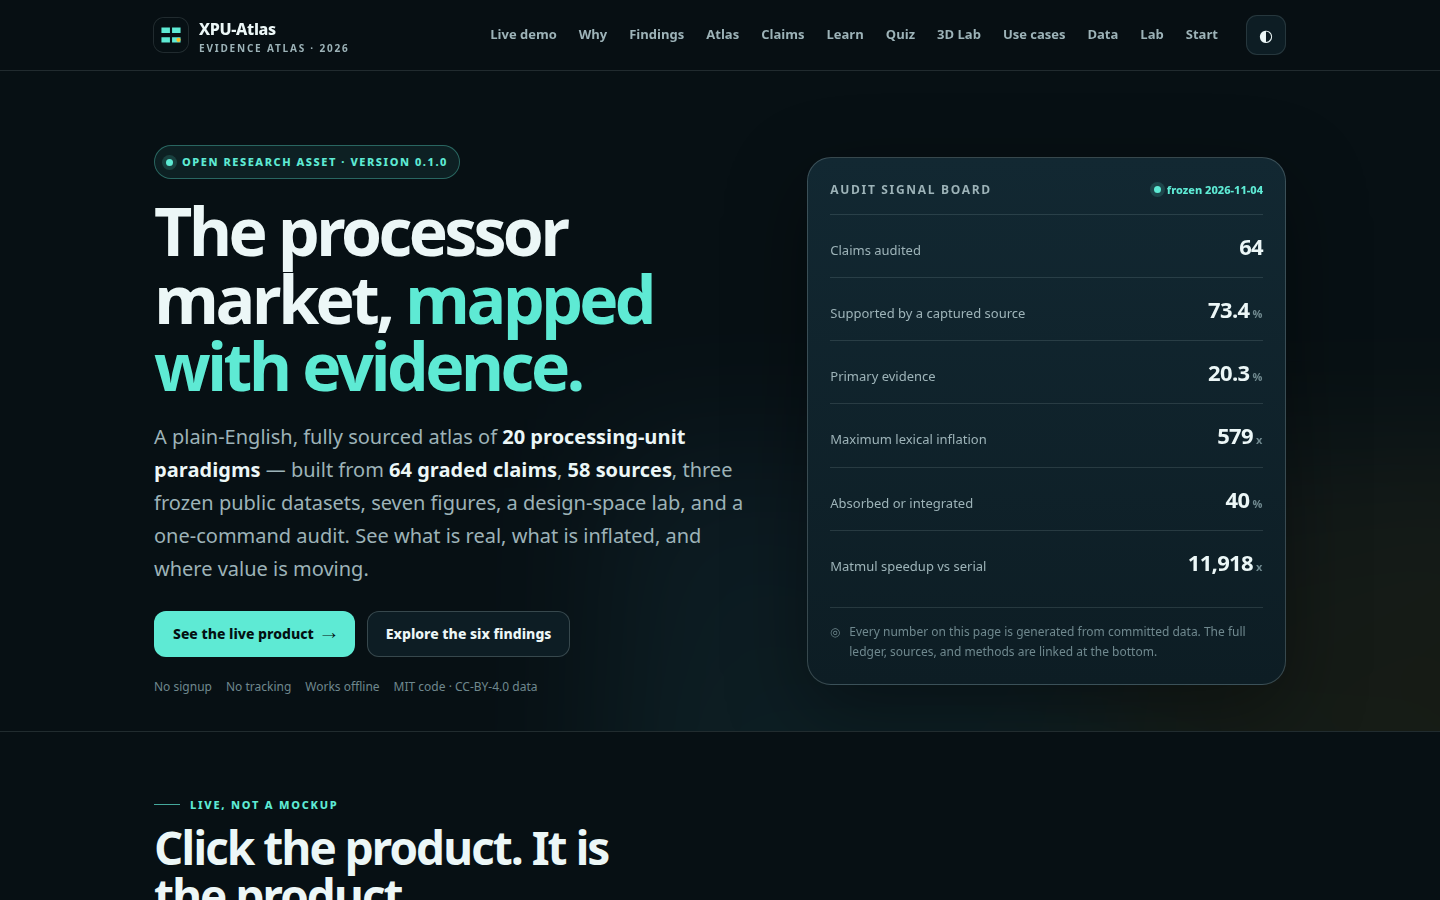 XPU-Atlas
EVIDENCE ATLAS · 2026
Live demo
Why
Findings
Atlas
Claims
Learn
Quiz
3D Lab
Use cases
Data
Lab
Start
OPEN RESEARCH ASSET · VERSION 0.1.0
The processor
market, mapped
with evidence.
A plain-English, fully sourced atlas of 20 processing-unit
paradigms — built from 64 graded claims, 58 sources, three
frozen public datasets, seven figures, a design-space lab, and a
one-command audit. See what is real, what is inflated, and
where value is moving.
See the live product →
Explore the six findings
No signup
No tracking
Works offline
MIT code · CC-BY-4.0 data
AUDIT SIGNAL BOARD
frozen 2026-11-04
Claims audited
64
Supported by a captured source
73.4 %
Primary evidence
20.3 %
Maximum lexical inflation
579 x
Absorbed or integrated
40 %
Matmul speedup vs serial
11,918 x
◎ Every number on this page is generated from committed data. The full
ledger, sources, and methods are linked at the bottom.
LIVE, NOT A MOCKUP
Click the product. It is
the product